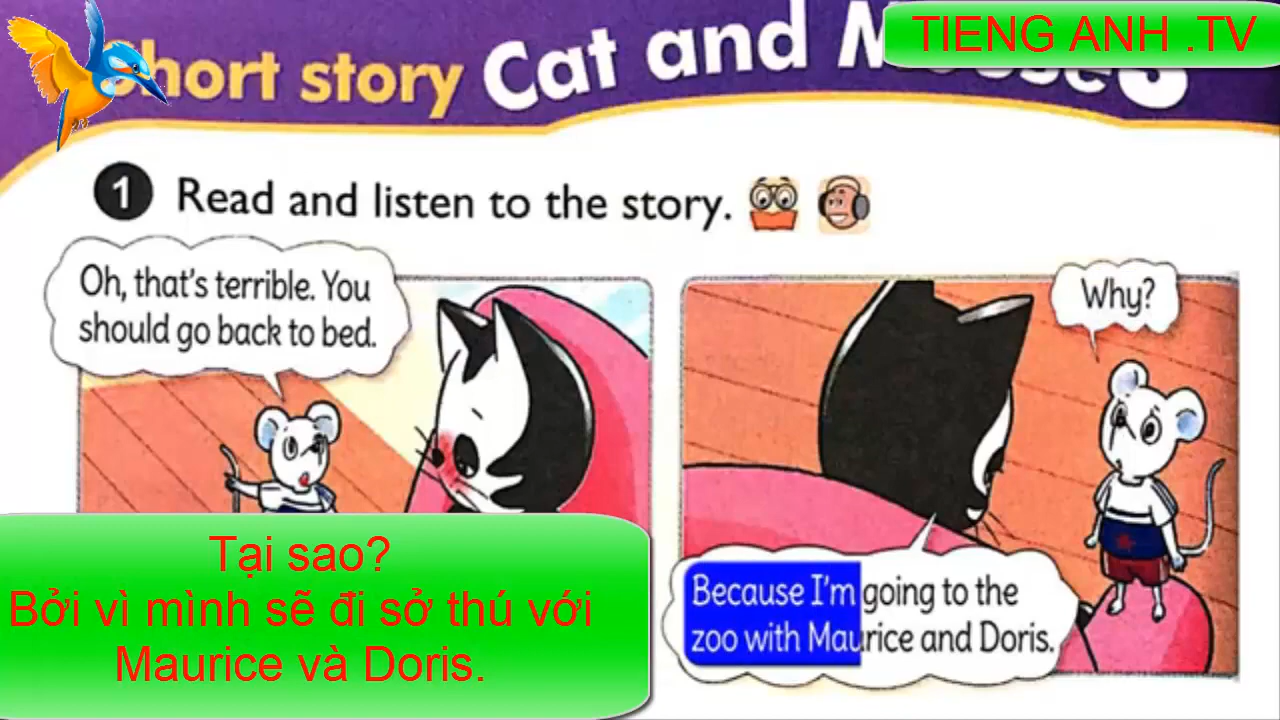 Short story Cat and Mouse 3
TIENG ANH .TV
1 Read and listen to the story.
Oh, that's terrible. You
should go back to bed.
Why?
Because I'm going to the
zoo with Maurice and Doris.
Tại sao?
Bởi vì mình sẽ đi sở thú với
Maurice và Doris.